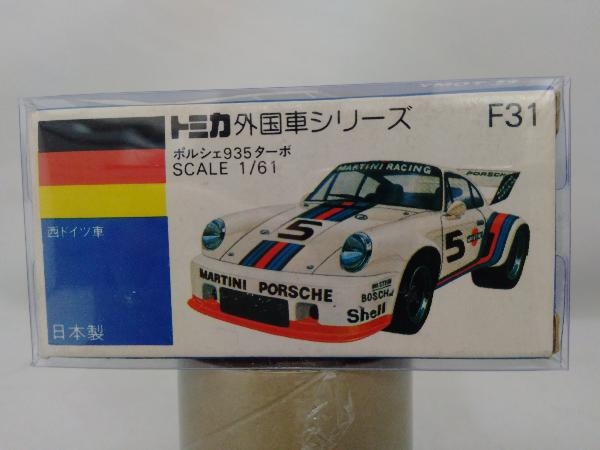 トミカ外国車シリーズ
F31
ポルシェ935ターボ
SCALE 1/61
西ドイツ車
日本製
MARTINI RACING
PORSCHE
5
5
MARTINI PORSCHE
BOSCH
Shell